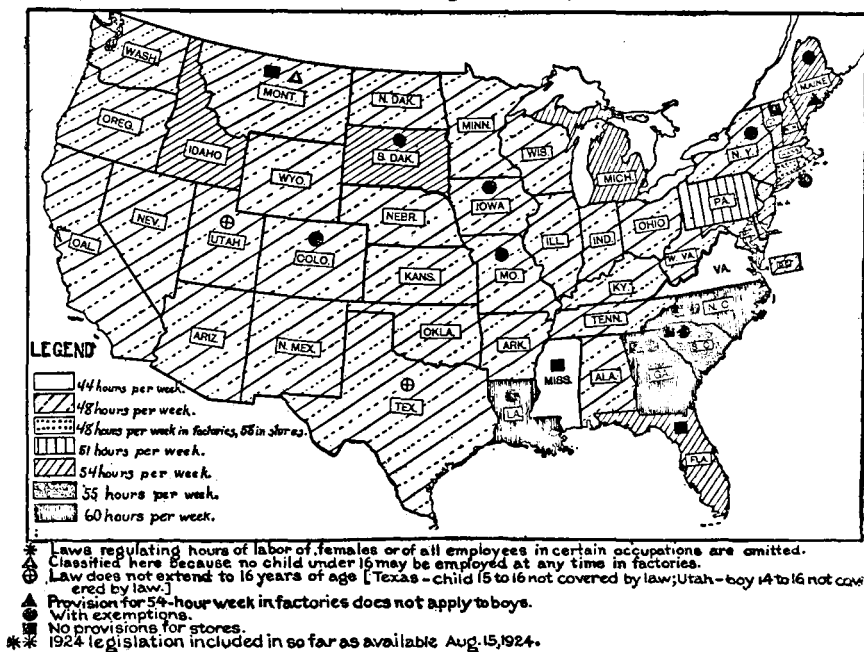 WASH.
OREG.
CAL.
NEV.
IDAHO
MONT.
WYO.
UTAH
ARIZ.
COLO.
N. MEX.
N. DAK.
S. DAK.
NEBR.
KANS.
OKLA.
TEX.
MINN.
IOWA
MO.
ARK.
LA.
WIS.
ILL.
MICH.
IND.
OHIO
KY.
TENN.
MISS.
ALA.
GA.
FLA.
S.C.
N.C.
VA.
W. VA.
PA.
N.Y.
MAINE
LEGEND
44 hours per week.
48 hours per week.
48 hours per week in factories, 58 in stores.
51 hours per week.
54 hours per week.
55 hours per week.
60 hours per week.
* Laws regulating hours of labor of females or of all employees in certain occupations are omitted.
△ Classified here because no child under 16 may be employed at any time in factories.
⊕ Law does not extend to 16 years of age [Texas - child 15 to 16 not covered by law; Utah - boy 14 to 16 not cov-
ered by law.]
▲ Provision for 54-hour week in factories does not apply to boys.
● With exemptions.
■ No provisions for stores.
** 1924 legislation included in so far as available Aug. 15, 1924.